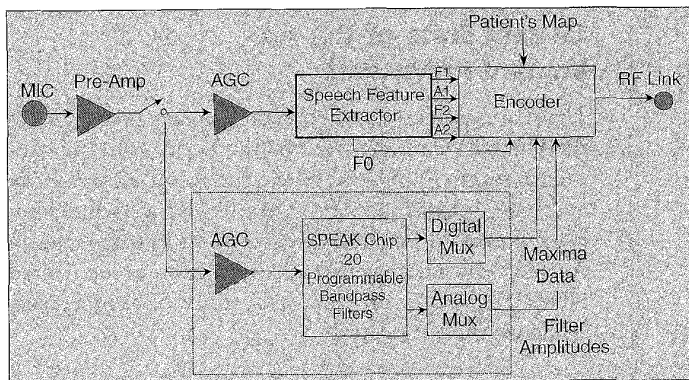 Patient's Map
MIC
Pre-Amp
AGC
Speech Feature
Extractor
F1
A1
F2
A2
Encoder
RF Link
F0
AGC
SPEAK Chip
20
Programmable
Bandpass
Filters
Digital
Mux
Analog
Mux
Maxima
Data
Filter
Amplitudes